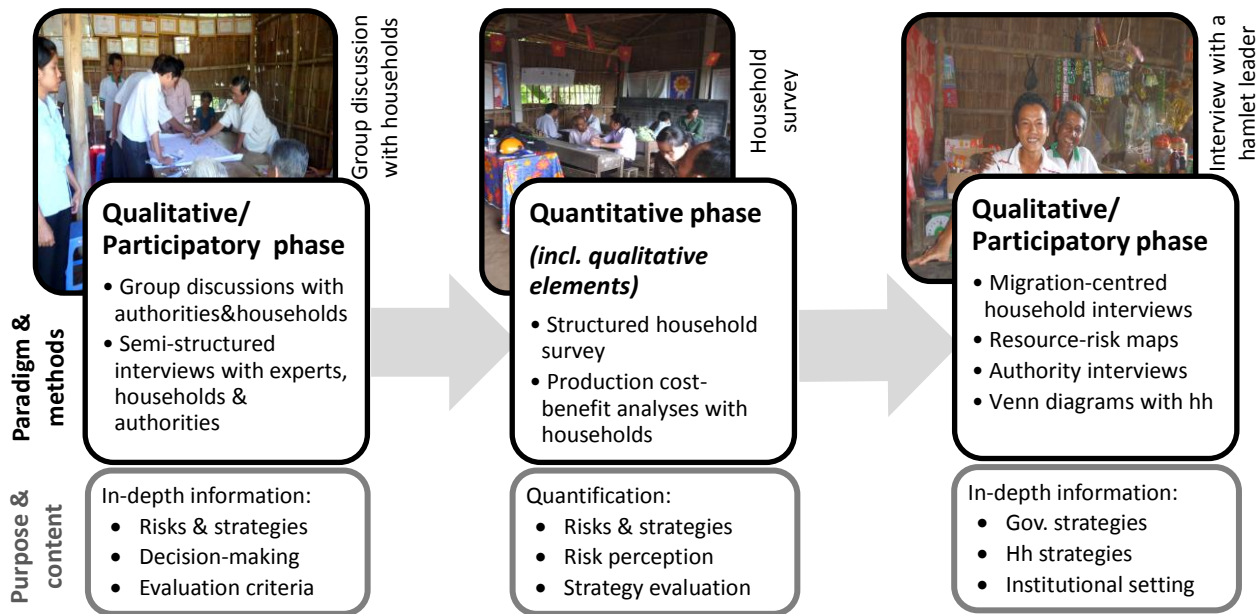 Group discussion
with households
Qualitative/
Participatory phase
• Group discussions with
authorities&households
• Semi-structured
interviews with experts,
households &
authorities
Household
survey
Quantitative phase
(incl. qualitative
elements)
• Structured household
survey
• Production cost-
benefit analyses with
households
Interview with a
hamlet leader
Qualitative/
Participatory phase
• Migration-centred
household interviews
• Resource-risk maps
• Authority interviews
• Venn diagrams with hh
Paradigm &
methods
Purpose &
content
In-depth information:
• Risks & strategies
• Decision-making
• Evaluation criteria
Quantification:
• Risks & strategies
• Risk perception
• Strategy evaluation
In-depth information:
• Gov. strategies
• Hh strategies
• Institutional setting